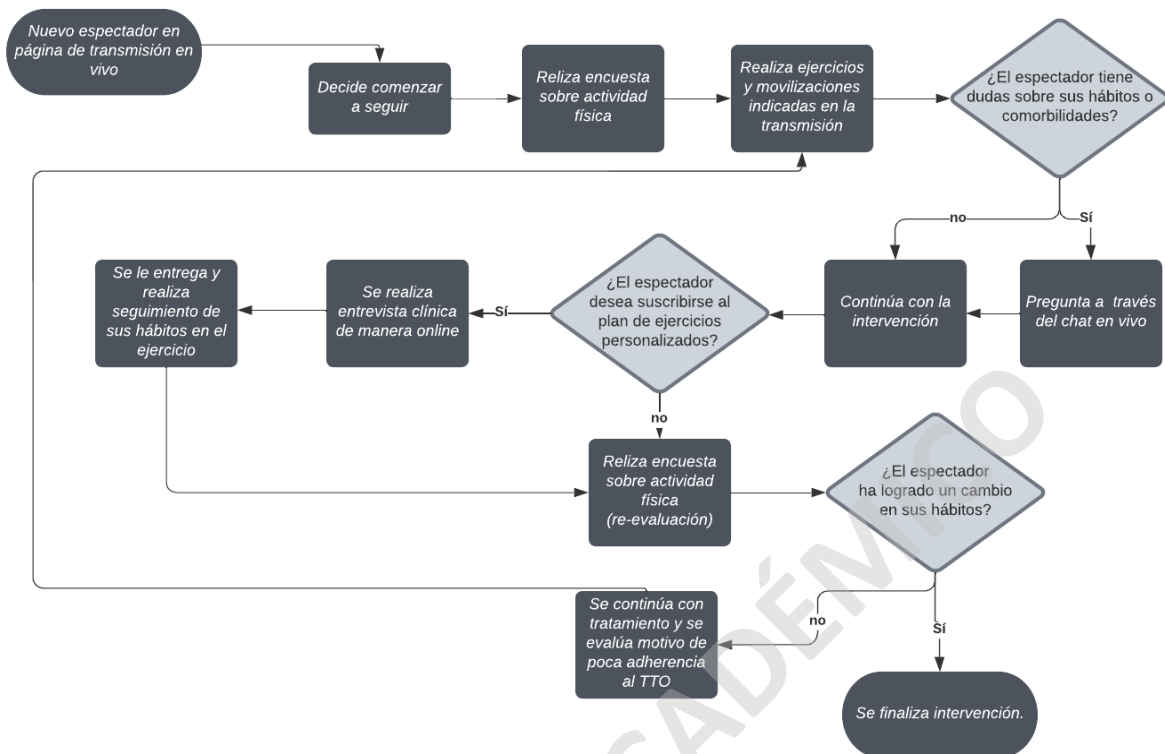 Nuevo espectador en
página de transmisión en
vivo
Decide comenzar
a seguir
Reliza encuesta
sobre actividad
física
Realiza ejercicios
y movilizaciones
indicadas en la
transmisión
¿El espectador tiene
dudas sobre sus hábitos o
comorbilidades?
no
Sí
Se le entrega y
realiza
seguimiento de
sus hábitos en el
ejercicio
Se realiza
entrevista clínica
de manera online
Sí
¿El espectador
desea suscribirse al
plan de ejercicios
personalizados?
Continúa con la
intervención
Pregunta a través
del chat en vivo
no
Reliza encuesta
sobre actividad
física
(re-evaluación)
¿El espectador
ha logrado un cambio
en sus hábitos?
Se continúa con
tratamiento y se
evalúa motivo de
poca adherencia
al TTO
no
Sí
Se finaliza intervención.
CADÉMICO